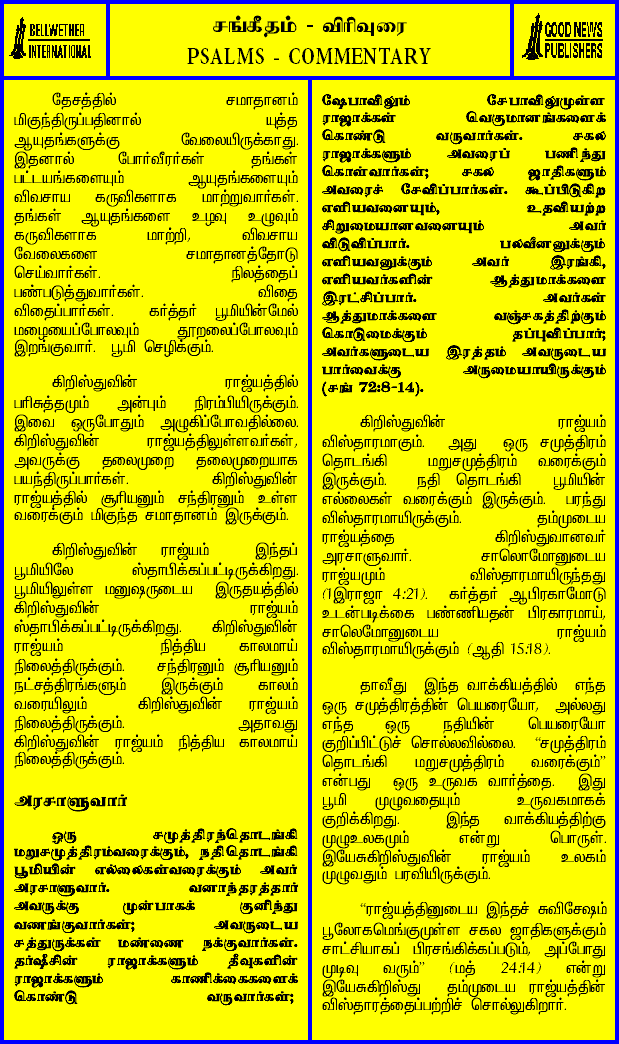 BELLWETHER
INTERNATIONAL
சங்கீதம் - விரிவுரை
PSALMS - COMMENTARY
GOOD NEWS
PUBLISHERS
தேசத்தில் சமாதானம்
மிகுந்திருப்பதினால் யுத்த
ஆயுதங்களுக்கு வேலையிருக்காது.
இதனால் போர்வீரர்கள் தங்கள்
பட்டயங்களையும் ஆயுதங்களையும்
விவசாய கருவிகளாக மாற்றுவார்கள்.
தங்கள் ஆயுதங்களை உழவு உழுவும்
கருவிகளாக மாற்றி, விவசாய
வேலைகளை சமாதானத்தோடு
செய்வார்கள். நிலத்தைப்
பண்படுத்துவார்கள். விதை
விதைப்பார்கள். கர்த்தர் பூமியின்மேல்
மழையைப்போலவும் தூறலைப்போலவும்
இறங்குவார். பூமி செழிக்கும்.
கிறிஸ்துவின் ராஜ்யத்தில்
பரிசுத்தமும் அன்பும் நிரம்பியிருக்கும்.
இவை ஒருபோதும் அழுகிப்போவதில்லை.
கிறிஸ்துவின் ராஜ்யத்திலுள்ளவர்கள்,
அவருக்கு தலைமுறை தலைமுறையாக
பயந்திருப்பார்கள். கிறிஸ்துவின்
ராஜ்யத்தில் சூரியனும் சந்திரனும் உள்ள
வரைக்கும் மிகுந்த சமாதானம் இருக்கும்.
கிறிஸ்துவின் ராஜ்யம் இந்தப்
பூமியிலே ஸ்தாபிக்கப்பட்டிருக்கிறது.
பூமியிலுள்ள மனுஷருடைய இருதயத்தில்
கிறிஸ்துவின் ராஜ்யம்
ஸ்தாபிக்கப்பட்டிருக்கிறது. கிறிஸ்துவின்
ராஜ்யம் நித்திய காலமாய்
நிலைத்திருக்கும். சந்திரனும் சூரியனும்
நட்சத்திரங்களும் இருக்கும் காலம்
வரையிலும் கிறிஸ்துவின் ராஜ்யம்
நிலைத்திருக்கும். அதாவது
கிறிஸ்துவின் ராஜ்யம் நித்திய காலமாய்
நிலைத்திருக்கும்.
அரசாளுவார்
ஒரு சமுத்திரந்தொடங்கி
மறுசமுத்திரம்வரைக்கும், நதிதொடங்கி
பூமியின் எல்லைகள்வரைக்கும் அவர்
அரசாளுவார். வனாந்தரத்தார்
அவருக்கு முன்பாகக் குனிந்து
வணங்குவார்கள்; அவருடைய
சத்துருக்கள் மண்ணை நக்குவார்கள்.
தர்ஷீசின் ராஜாக்களும் தீவுகளின்
ராஜாக்களும் காணிக்கைகளைக்
கொண்டு வருவார்கள்;
ஷேபாவிலும் சேபாவிலுமுள்ள
ராஜாக்கள் வெகுமானங்களைக்
கொண்டு வருவார்கள். சகல
ராஜாக்களும் அவரைப் பணிந்து
கொள்வார்கள்; சகல ஜாதிகளும்
அவரைச் சேவிப்பார்கள். கூப்பிடுகிற
எளியவனையும், உதவியற்ற
சிறுமையானவனையும் அவர்
விடுவிப்பார். பலவீனனுக்கும்
எளியவனுக்கும் அவர் இரங்கி,
எளியவர்களின் ஆத்துமாக்களை
இரட்சிப்பார். அவர்கள்
ஆத்துமாக்களை வஞ்சகத்திற்கும்
கொடுமைக்கும் தப்புவிப்பார்;
அவர்களுடைய இரத்தம் அவருடைய
பார்வைக்கு அருமையாயிருக்கும்
(சங் 72:8-14).
கிறிஸ்துவின் ராஜ்யம்
விஸ்தாரமாகும். அது ஒரு சமுத்திரம்
தொடங்கி மறுசமுத்திரம் வரைக்கும்
இருக்கும். நதி தொடங்கி பூமியின்
எல்லைகள் வரைக்கும் இருக்கும். பரந்து
விஸ்தாரமாயிருக்கும். தம்முடைய
ராஜ்யத்தை கிறிஸ்துவானவர்
அரசாளுவார். சாலொமோனுடைய
ராஜ்யமும் விஸ்தாரமாயிருந்தது
(1இராஜா 4:21). கர்த்தர் ஆபிரகாமோடு
உடன்படிக்கை பண்ணியதன் பிரகாரமாய்,
சாலெமோனுடைய ராஜ்யம்
விஸ்தாரமாயிருக்கும் (ஆதி 15:18).
தாவீது இந்த வாக்கியத்தில் எந்த
ஒரு சமுத்திரத்தின் பெயரையோ, அல்லது
எந்த ஒரு நதியின் பெயரையோ
குறிப்பிட்டுச் சொல்லவில்லை. "சமுத்திரம்
தொடங்கி மறுசமுத்திரம் வரைக்கும்"
என்பது ஒரு உருவக வார்த்தை. இது
பூமி முழுவதையும் உருவகமாகக்
குறிக்கிறது. இந்த வாக்கியத்திற்கு
முழுஉலகமும் என்று பொருள்.
இயேசுகிறிஸ்துவின் ராஜ்யம் உலகம்
முழுவதும் பரவியிருக்கும்.
"ராஜ்யத்தினுடைய இந்தச் சுவிசேஷம்
பூலோகமெங்குமுள்ள சகல ஜாதிகளுக்கும்
சாட்சியாகப் பிரசங்கிக்கப்படும், அப்போது
முடிவு வரும்" (மத் 24:14) என்று
இயேசுகிறிஸ்து தம்முடைய ராஜ்யத்தின்
விஸ்தாரத்தைப்பற்றிச் சொல்லுகிறார்.